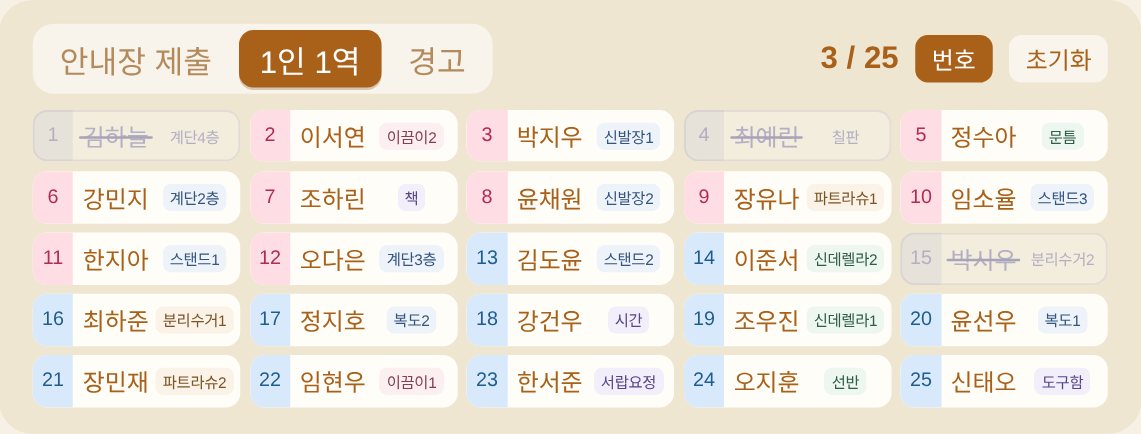 안내장 제출 1인 1역 경고 3 / 25 번호 초기화
1 김하늘 계단4층 2 이서연 이끔이2 3 박지우 신발장1 4 최예린 칠판 5 정수아 문틈
6 강민지 계단2층 7 조하린 책 8 윤채원 신발장2 9 장유나 파트라슈1 10 임소율 스탠드3
11 한지아 스탠드1 12 오다은 계단3층 13 김도윤 스탠드2 14 이준서 신데렐라2 15 박시우 분리수거2
16 최하준 분리수거1 17 정지호 복도2 18 강건우 시간 19 조우진 신데렐라1 20 윤선우 복도1
21 장민재 파트라슈2 22 임현우 이끔이1 23 한서준 서랍요정 24 오지훈 선반 25 신태오 도구함